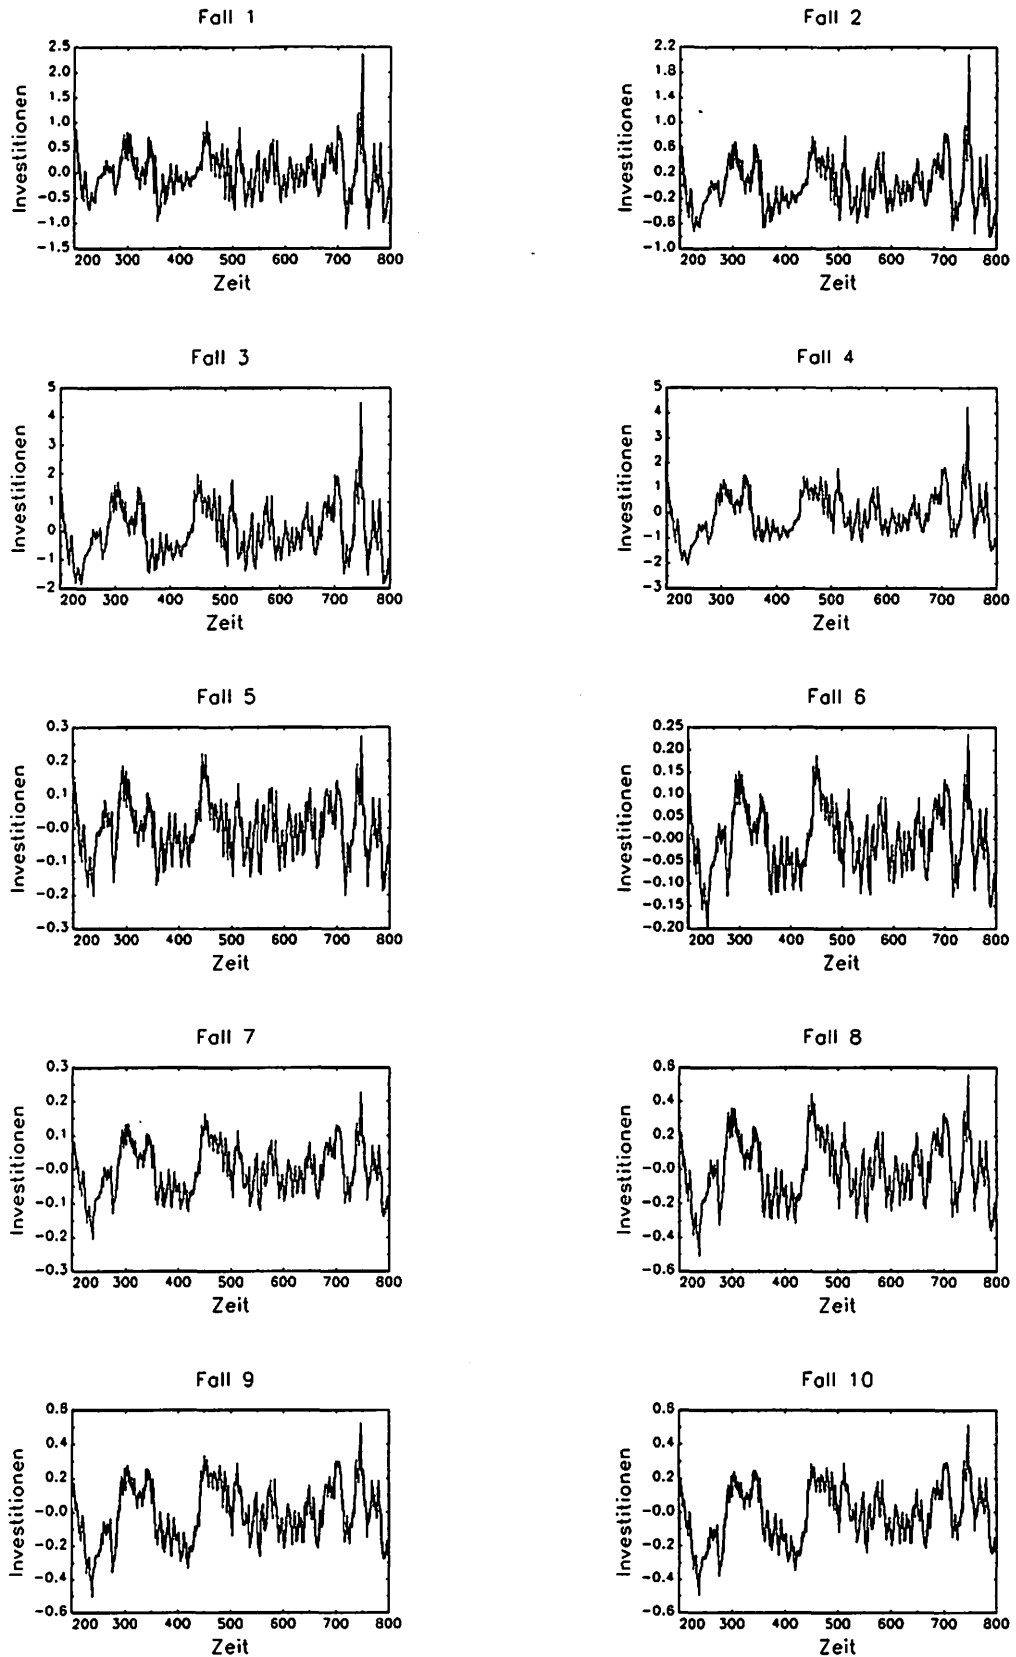 Fall 1
Fall 2
2.5
2.0
1.5
1.0
0.5
0.0
-0.5
-1.0
-1.5
Investitionen
200 300 400 500 600 700 800
Zeit
2.2
1.8
1.4
1.0
0.6
0.2
-0.2
-0.6
-1.0
Investitionen
200 300 400 500 600 700 800
Zeit
Fall 3
Fall 4
5
4
3
2
1
0
-1
-2
Investitionen
200 300 400 500 600 700 800
Zeit
5
4
3
2
1
0
-1
-2
-3
Investitionen
200 300 400 500 600 700 800
Zeit
Fall 5
Fall 6
0.3
0.2
0.1
-0.0
-0.1
-0.2
-0.3
Investitionen
200 300 400 500 600 700 800
Zeit
0.25
0.20
0.15
0.10
0.05
-0.00
-0.05
-0.10
-0.15
-0.20
Investitionen
200 300 400 500 600 700 800
Zeit
Fall 7
Fall 8
0.3
0.2
0.1
-0.0
-0.1
-0.2
-0.3
Investitionen
200 300 400 500 600 700 800
Zeit
0.6
0.4
0.2
-0.0
-0.2
-0.4
-0.6
Investitionen
200 300 400 500 600 700 800
Zeit
Fall 9
Fall 10
0.6
0.4
0.2
-0.0
-0.2
-0.4
-0.6
Investitionen
200 300 400 500 600 700 800
Zeit
0.6
0.4
0.2
-0.0
-0.2
-0.4
-0.6
Investitionen
200 300 400 500 600 700 800
Zeit